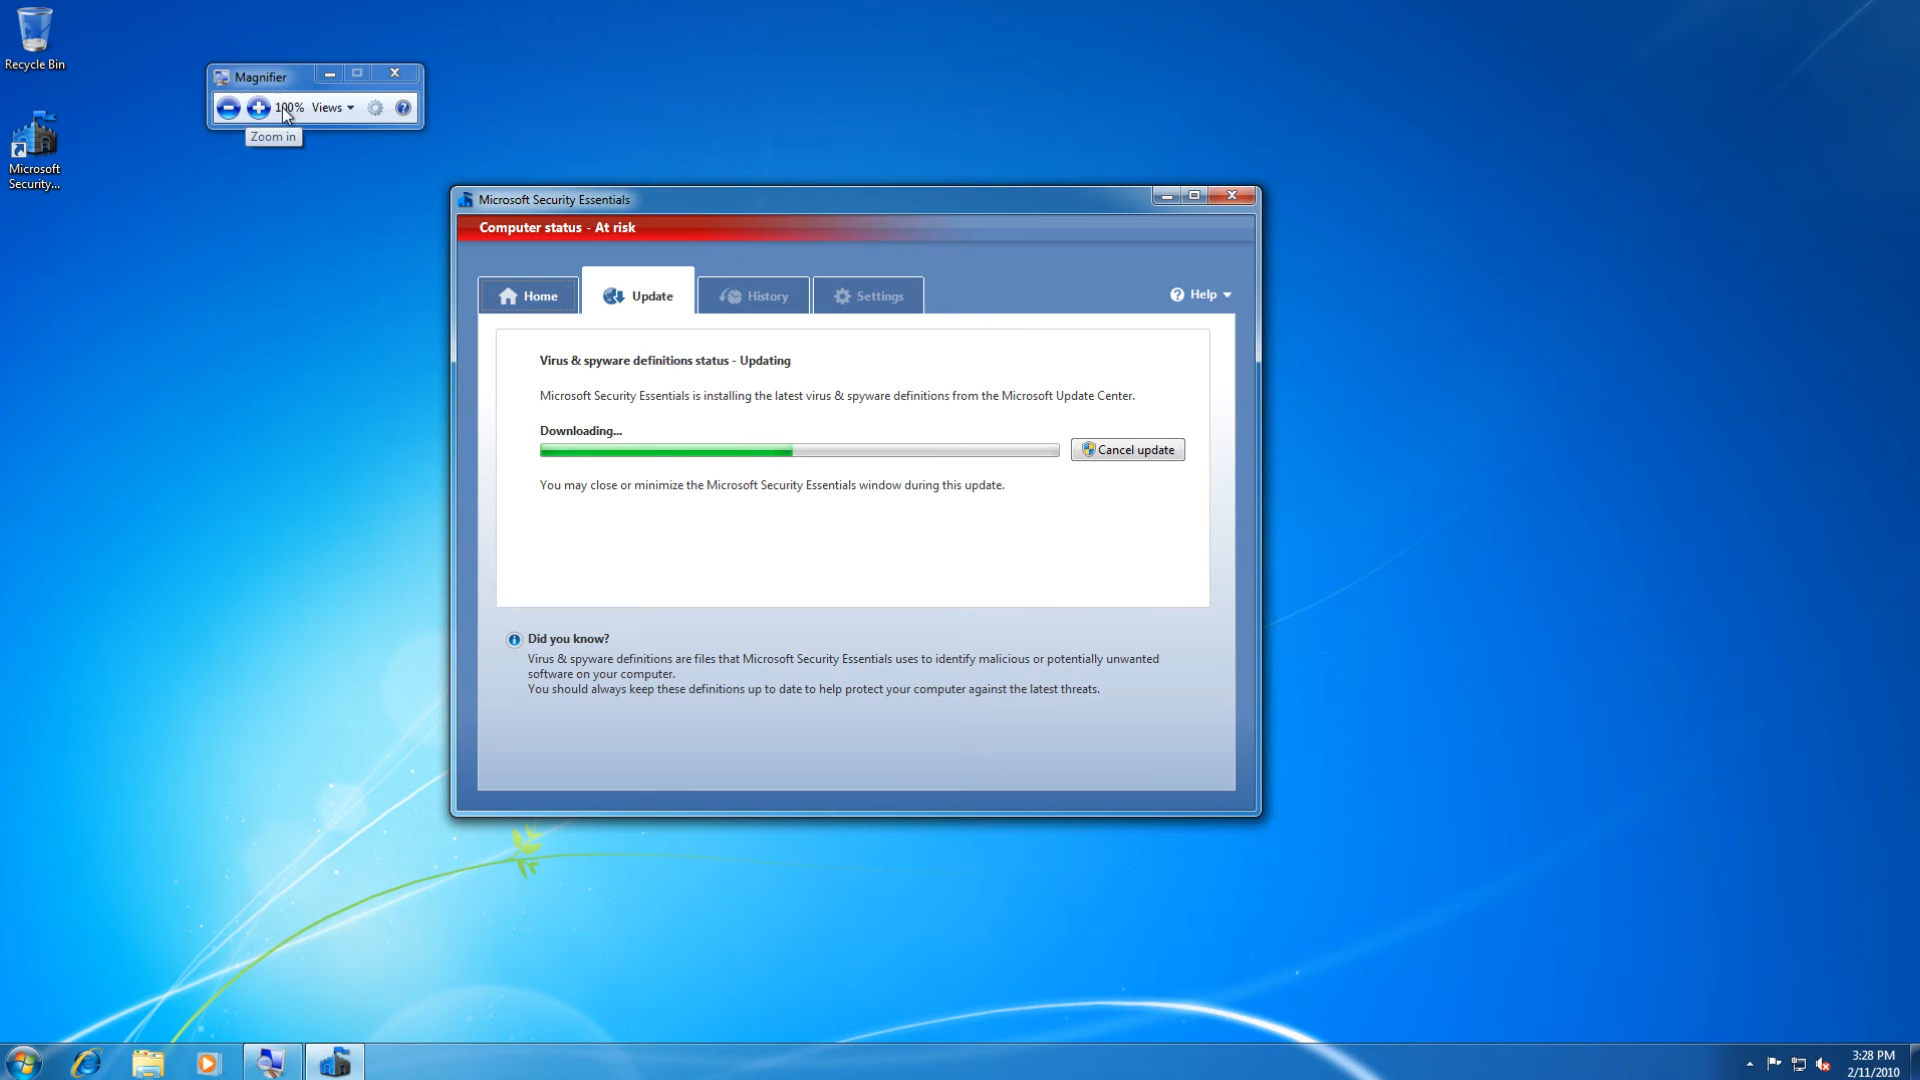 Recycle Bin
Microsoft
Security...
Magnifier
100% Views
Zoom in
Microsoft Security Essentials
Computer status - At risk
Home Update History Settings Help
Virus & spyware definitions status - Updating
Microsoft Security Essentials is installing the latest virus & spyware definitions from the Microsoft Update Center.
Downloading...
Cancel update
You may close or minimize the Microsoft Security Essentials window during this update.
Did you know?
Virus & spyware definitions are files that Microsoft Security Essentials uses to identify malicious or potentially unwanted
software on your computer.
You should always keep these definitions up to date to help protect your computer against the latest threats.
3:28 PM
2/11/2010